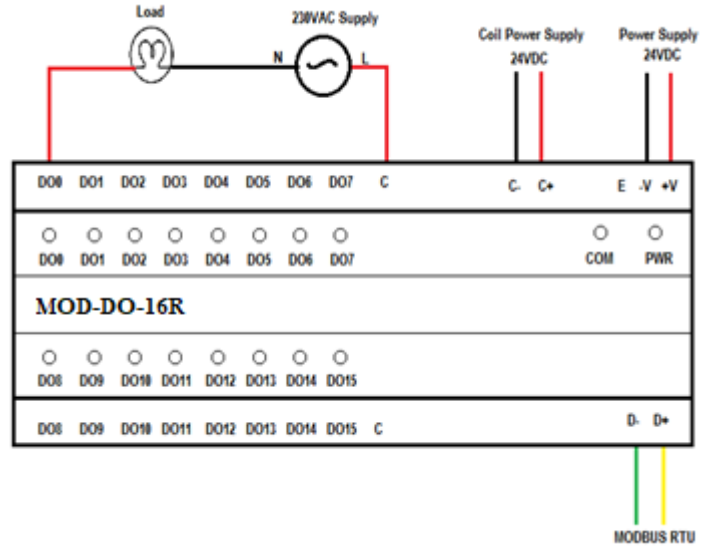 Load
230VAC Supply
N
L
Coil Power Supply
24VDC
Power Supply
24VDC
DO0 DO1 DO2 DO3 DO4 DO5 DO6 DO7 C C- C+ E -V +V
DO0 DO1 DO2 DO3 DO4 DO5 DO6 DO7 COM PWR
MOD-DO-16R
DO8 DO9 DO10 DO11 DO12 DO13 DO14 DO15
DO8 DO9 DO10 DO11 DO12 DO13 DO14 DO15 C D- D+
MODBUS RTU